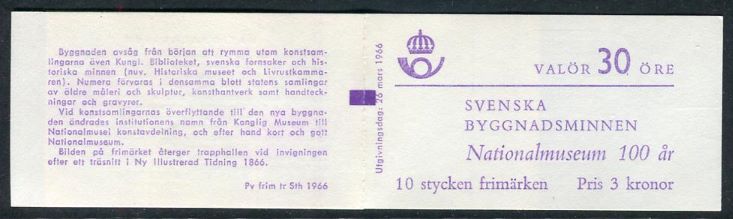 Byggnaden avsåg från början att rymma utom konstsam-
lingarna även Kungl. Biblioteket, svenska fornsaker och his-
toriska minnen (nuv. Historiska museet och Livrustkamma-
ren). Numera förvaras i densamma blott statens samlingar
av äldre måleri och skulptur, konsthantverk samt handteck-
ningar och gravyrer.
Vid konstsamlingarnas överflyttande till den nya byggna-
den ändrades institutionens namn från Konglig Museum till
Nationalmusei konstavdelning, och efter hand kort och gott
Nationalmuseum.
Bilden på frimärket återger trapphallen vid invigningen
efter ett träsnitt i Ny Illustrerad Tidning 1866.
Pv frim tr Sth 1966
Utgivningsdag: 26 mars 1966
VALÖR 30 ÖRE
SVENSKA
BYGGNADSMINNEN
Nationalmuseum 100 år
10 stycken frimärken Pris 3 kronor